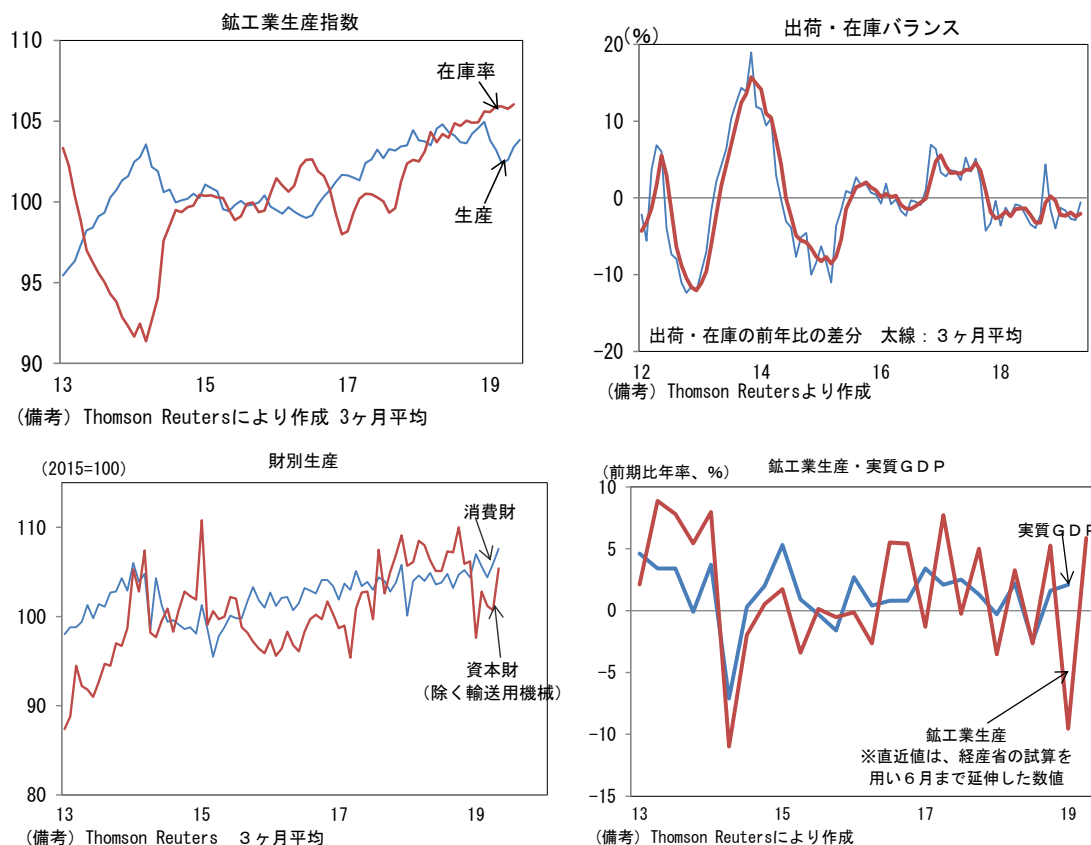 鉱工業生産指数
110
105
100
95
90
13
15
17
19
在庫率
生産
(備考) Thomson Reutersにより作成 3ヶ月平均
出荷・在庫バランス
(%)
20
10
0
-10
-20
12
14
16
18
出荷・在庫の前年比の差分 太線：３ヶ月平均
(備考) Thomson Reutersより作成
財別生産
(2015=100)
110
100
90
80
13
15
17
19
消費財
資本財
(除く輸送用機械)
(備考) Thomson Reuters ３ヶ月平均
鉱工業生産・実質ＧＤＰ
(前期比年率、%)
10
5
0
-5
-10
-15
13
15
17
19
実質ＧＤＰ
鉱工業生産
※直近値は、経産省の試算を
用い６月まで延伸した数値
(備考) Thomson Reutersにより作成